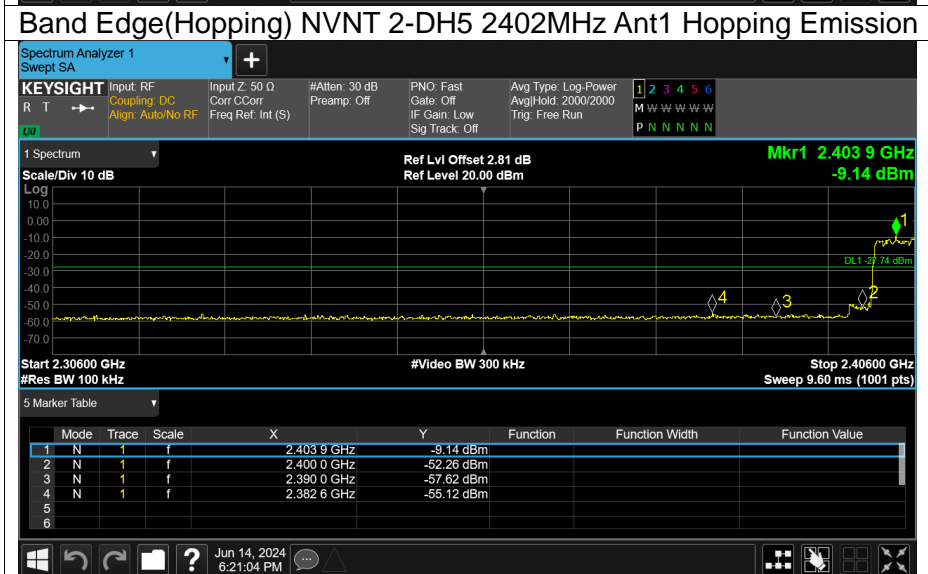 Band Edge(Hopping) NVNT 2-DH5 2402MHz Ant1 Hopping Emission
Spectrum Analyzer 1
Swept SA
+
KEYSIGHT Input: RF Input Z: 50 Ω #Atten: 30 dB PNO: Fast Avg Type: Log-Power 1 2 3 4 5 6
R T Coupling: DC Corr CCorr Preamp: Off Gate: Off Avg|Hold: 2000/2000 M W W W W W
Align: Auto/No RF Freq Ref: Int (S) IF Gain: Low Trig: Free Run
LXI Sig Track: Off P N N N N N
1 Spectrum Ref Lvl Offset 2.81 dB Mkr1 2.403 9 GHz
Scale/Div 10 dB Ref Level 20.00 dBm -9.14 dBm
Log
10.0
0.00
1
-10.0
-20.0
DL1 -27.74 dBm
-30.0
-40.0
4 3 2
-50.0
-60.0
-70.0
Start 2.30600 GHz #Video BW 300 kHz Stop 2.40600 GHz
#Res BW 100 kHz Sweep 9.60 ms (1001 pts)
5 Marker Table
Mode Trace Scale X Y Function Function Width Function Value
1 N 1 f 2.403 9 GHz -9.14 dBm
2 N 1 f 2.400 0 GHz -52.26 dBm
3 N 1 f 2.390 0 GHz -57.62 dBm
4 N 1 f 2.382 6 GHz -55.12 dBm
5
6
? Jun 14, 2024
6:21:04 PM